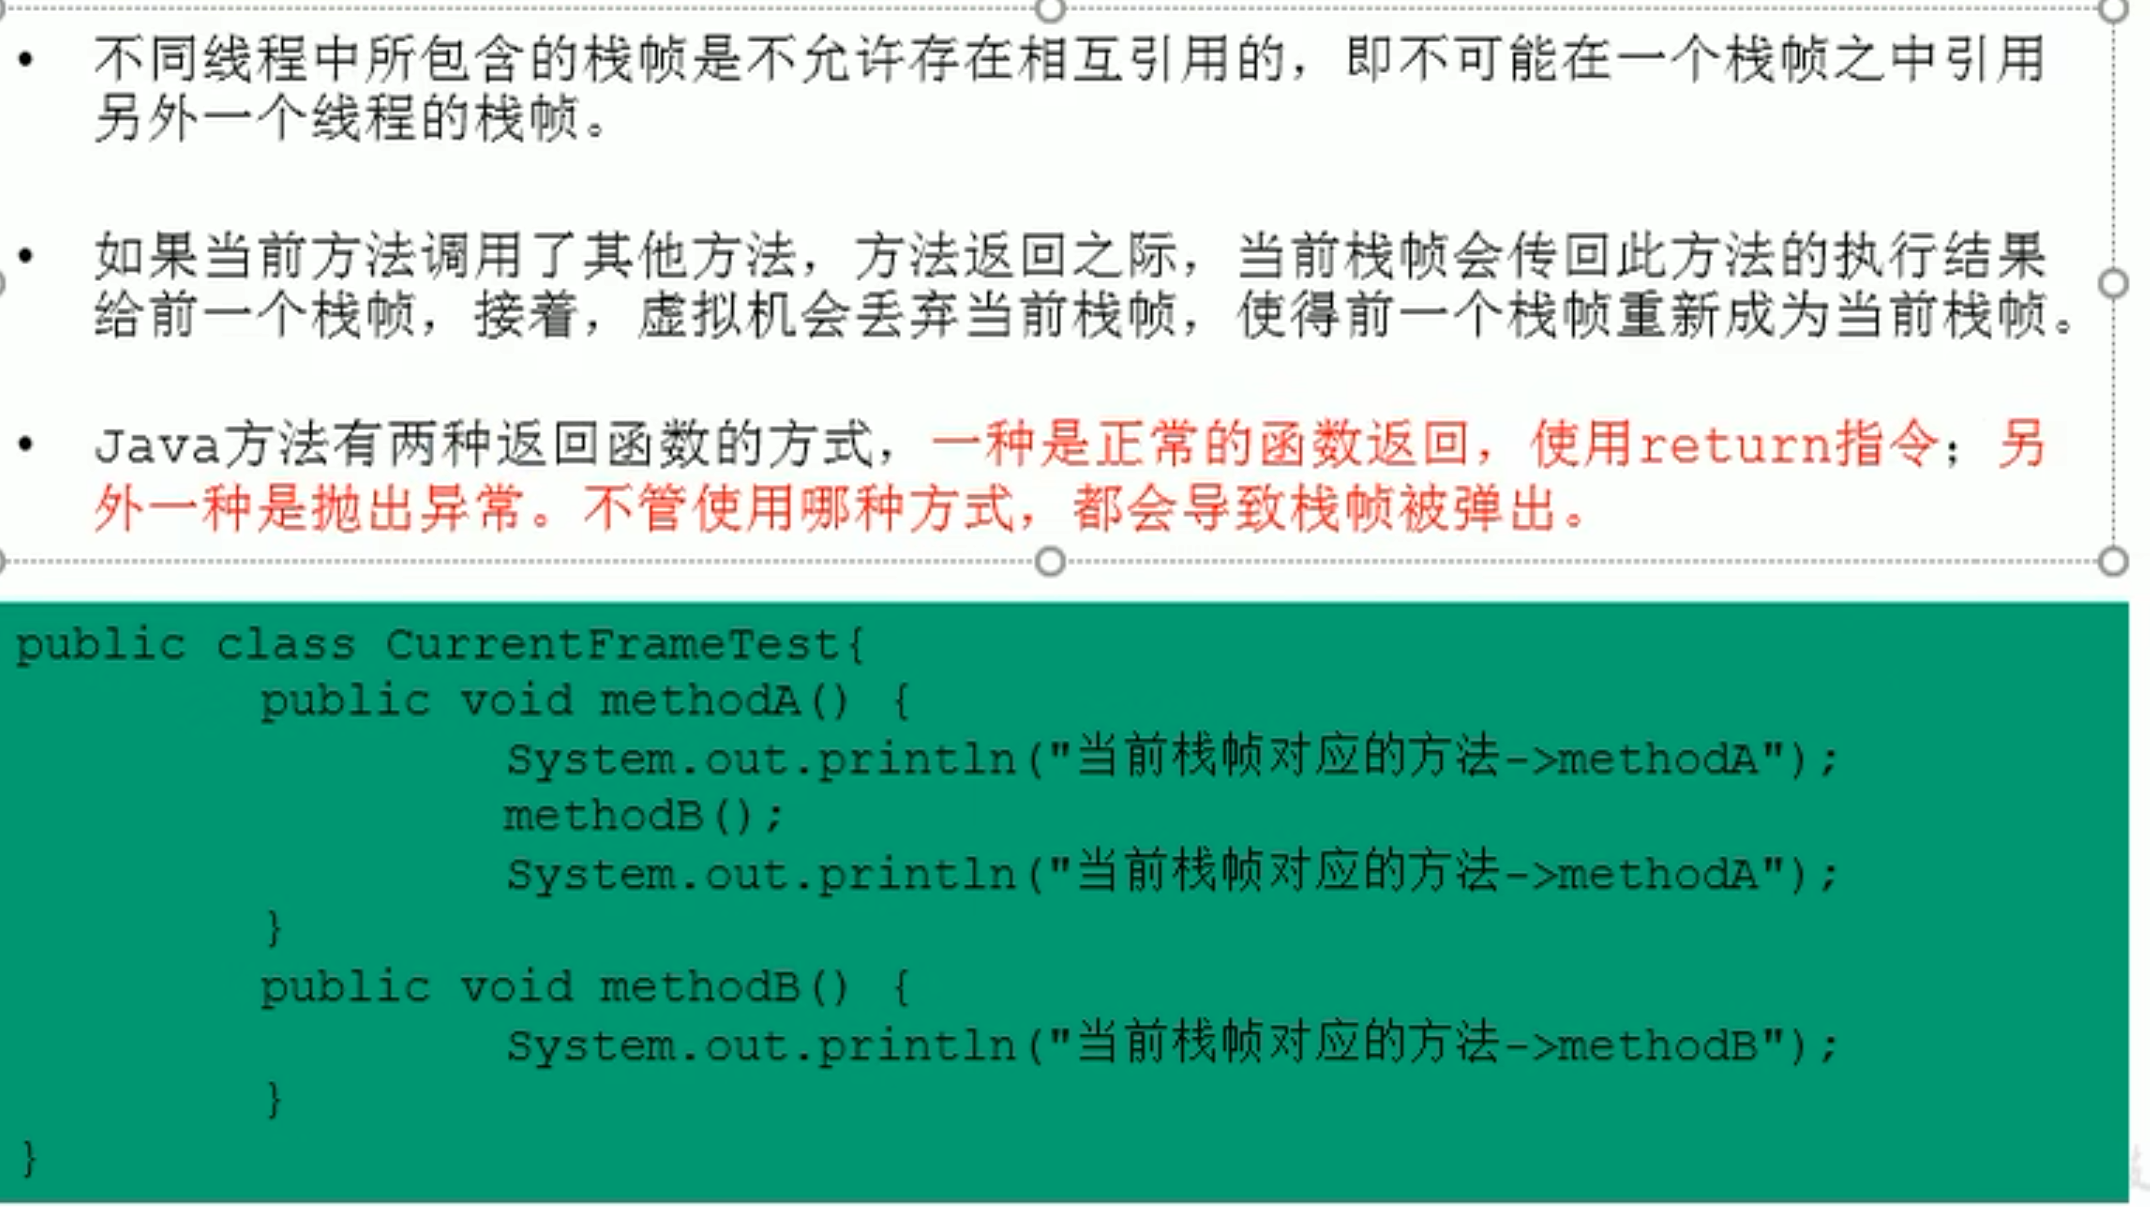 • 不同线程中所包含的栈帧是不允许存在相互引用的，即不可能在一个栈帧之中引用
另外一个线程的栈帧。
• 如果当前方法调用了其他方法，方法返回之际，当前栈帧会传回此方法的执行结果
给前一个栈帧，接着，虚拟机会丢弃当前栈帧，使得前一个栈帧重新成为当前栈帧。
• Java方法有两种返回函数的方式，一种是正常的函数返回，使用return指令；另
外一种是抛出异常。不管使用哪种方式，都会导致栈帧被弹出。
public class CurrentFrameTest{
public void methodA() {
System.out.println("当前栈帧对应的方法->methodA");
methodB();
System.out.println("当前栈帧对应的方法->methodA");
}
public void methodB() {
System.out.println("当前栈帧对应的方法->methodB");
}
}